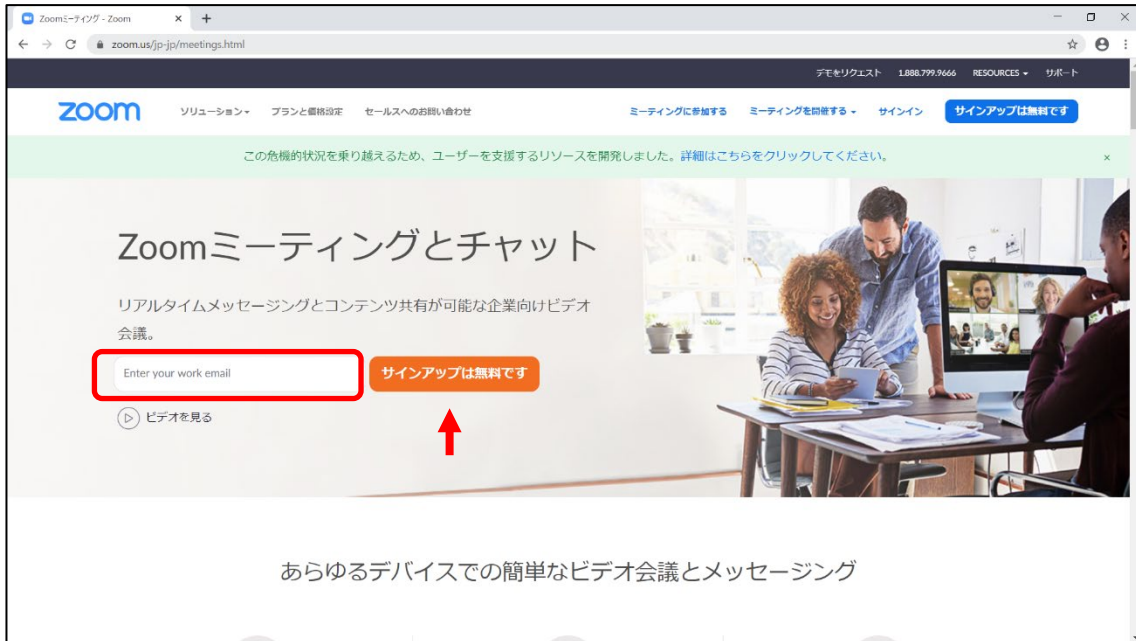 Zoomミーティング - Zoom
zoom.us/jp-jp/meetings.html
デモをリクエスト 1.888.799.9666 RESOURCES サポート
zoom ソリューション プランと価格設定 セールスへのお問い合わせ ミーティングに参加する ミーティングを開催する サインイン サインアップは無料です
この危機的状況を乗り越えるため、ユーザーを支援するリソースを開発しました。詳細はこちらをクリックしてください。
Zoomミーティングとチャット
リアルタイムメッセージングとコンテンツ共有が可能な企業向けビデオ
会議。
Enter your work email サインアップは無料です
ビデオを見る
あらゆるデバイスでの簡単なビデオ会議とメッセージング